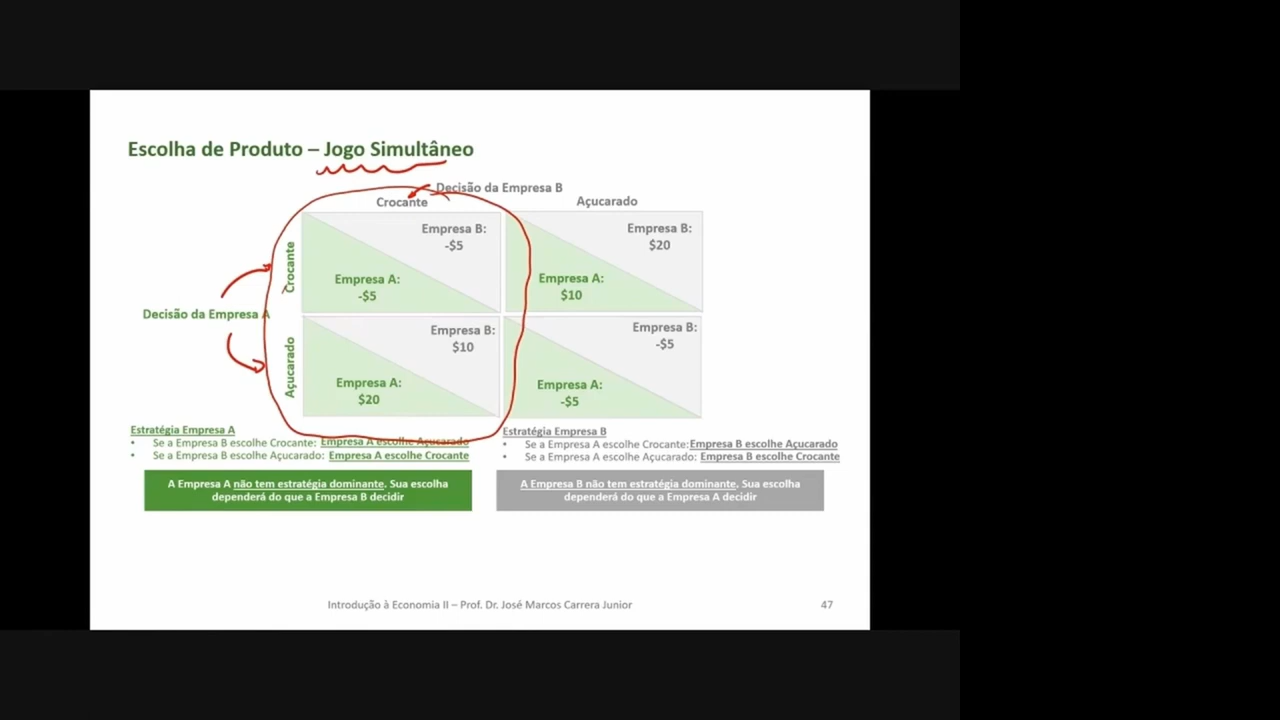 Escolha de Produto – Jogo Simultâneo
Decisão da Empresa B
Crocante
Açucarado
Crocante
Empresa B:
-$5
Empresa A:
-$5
Empresa B:
$20
Empresa A:
$10
Decisão da Empresa A
Açucarado
Empresa B:
$10
Empresa A:
$20
Empresa B:
-$5
Empresa A:
-$5
Estratégia Empresa A
• Se a Empresa B escolhe Crocante: Empresa A escolhe Açucarado
• Se a Empresa B escolhe Açucarado: Empresa A escolhe Crocante
A Empresa A não tem estratégia dominante. Sua escolha
dependerá do que a Empresa B decidir
Estratégia Empresa B
• Se a Empresa A escolhe Crocante: Empresa B escolhe Açucarado
• Se a Empresa A escolhe Açucarado: Empresa B escolhe Crocante
A Empresa B não tem estratégia dominante. Sua escolha
dependerá do que a Empresa A decidir
Introdução à Economia II – Prof. Dr. José Marcos Carrera Junior
47